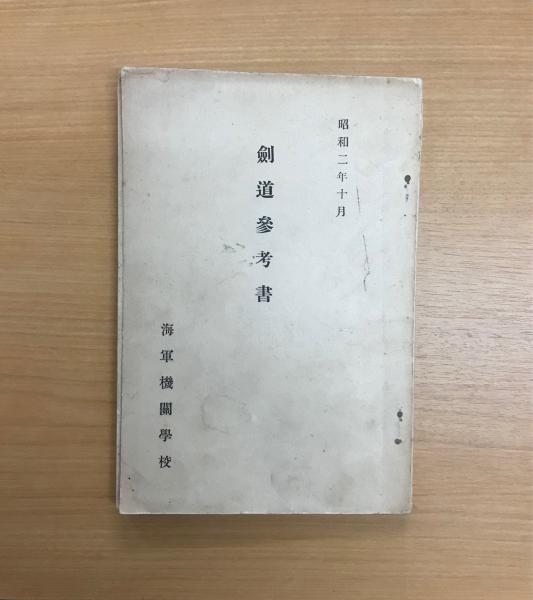 昭和二年十月
劍道參考書
海軍機關學校